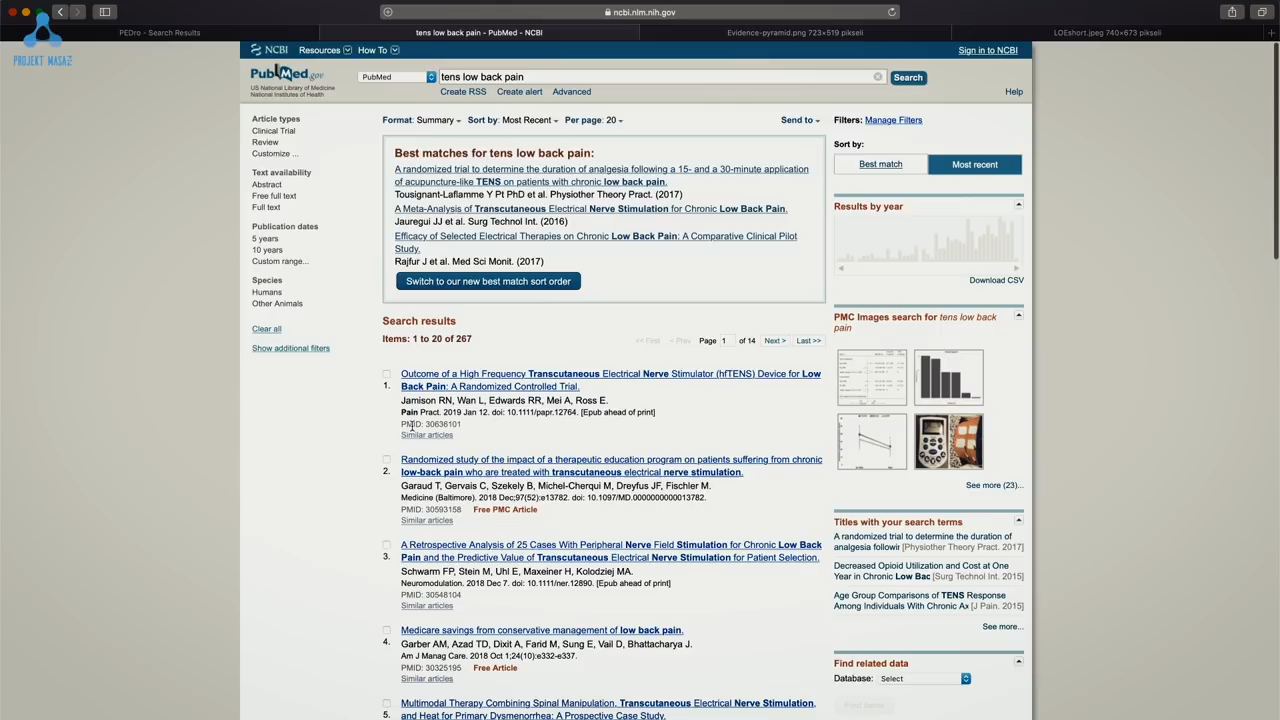 ncbi.nlm.nih.gov
PEDro - Search Results
tens low back pain - PubMed - NCBI
Evidence-pyramid.png 723×519 pikseli
LOEshort.jpeg 740×673 pikseli
PROJEKT MASAŻ
NCBI Resources How To
Sign in to NCBI
PubMed.gov
US National Library of Medicine
National Institutes of Health
PubMed
tens low back pain
Search
Create RSS Create alert Advanced
Help
Article types
Clinical Trial
Review
Customize ...
Text availability
Abstract
Free full text
Full text
Publication dates
5 years
10 years
Custom range...
Species
Humans
Other Animals
Clear all
Show additional filters
Format: Summary Sort by: Most Recent Per page: 20
Send to
Best matches for tens low back pain:
A randomized trial to determine the duration of analgesia following a 15- and a 30-minute application
of acupuncture-like TENS on patients with chronic low back pain.
Tousignant-Laflamme Y Pt PhD et al. Physiother Theory Pract. (2017)
A Meta-Analysis of Transcutaneous Electrical Nerve Stimulation for Chronic Low Back Pain.
Jauregui JJ et al. Surg Technol Int. (2016)
Efficacy of Selected Electrical Therapies on Chronic Low Back Pain: A Comparative Clinical Pilot
Study.
Rajfur J et al. Med Sci Monit. (2017)
Switch to our new best match sort order
Search results
Items: 1 to 20 of 267
<< First < Prev Page 1 of 14 Next > Last >>
Outcome of a High Frequency Transcutaneous Electrical Nerve Stimulator (hfTENS) Device for Low
1. Back Pain: A Randomized Controlled Trial.
Jamison RN, Wan L, Edwards RR, Mei A, Ross E.
Pain Pract. 2019 Jan 12. doi: 10.1111/papr.12764. [Epub ahead of print]
PMID: 30636101
Similar articles
Randomized study of the impact of a therapeutic education program on patients suffering from chronic
2. low-back pain who are treated with transcutaneous electrical nerve stimulation.
Garaud T, Gervais C, Szekely B, Michel-Cherqui M, Dreyfus JF, Fischler M.
Medicine (Baltimore). 2018 Dec;97(52):e13782. doi: 10.1097/MD.0000000000013782.
PMID: 30593158 Free PMC Article
Similar articles
A Retrospective Analysis of 25 Cases With Peripheral Nerve Field Stimulation for Chronic Low Back
3. Pain and the Predictive Value of Transcutaneous Electrical Nerve Stimulation for Patient Selection.
Schwarm FP, Stein M, Uhl E, Maxeiner H, Kolodziej MA.
Neuromodulation. 2018 Dec 7. doi: 10.1111/ner.12890. [Epub ahead of print]
PMID: 30548104
Similar articles
Medicare savings from conservative management of low back pain.
4. Garber AM, Azad TD, Dixit A, Farid M, Sung E, Vail D, Bhattacharya J.
Am J Manag Care. 2018 Oct 1;24(10):e332-e337.
PMID: 30325195 Free Article
Similar articles
Multimodal Therapy Combining Spinal Manipulation, Transcutaneous Electrical Nerve Stimulation,
5. and Heat for Primary Dysmenorrhea: A Prospective Case Study.
Filters: Manage Filters
Sort by:
Best match Most recent
Results by year
Download CSV
PMC Images search for tens low back
pain
See more (23)...
Titles with your search terms
A randomized trial to determine the duration of
analgesia followi [Physiother Theory Pract. 2017]
Decreased Opioid Utilization and Cost at One
Year in Chronic Low Bac [Surg Technol Int. 2015]
Age Group Comparisons of TENS Response
Among Individuals With Chronic Ax [J Pain. 2015]
See more...
Find related data
Database: Select
Find items